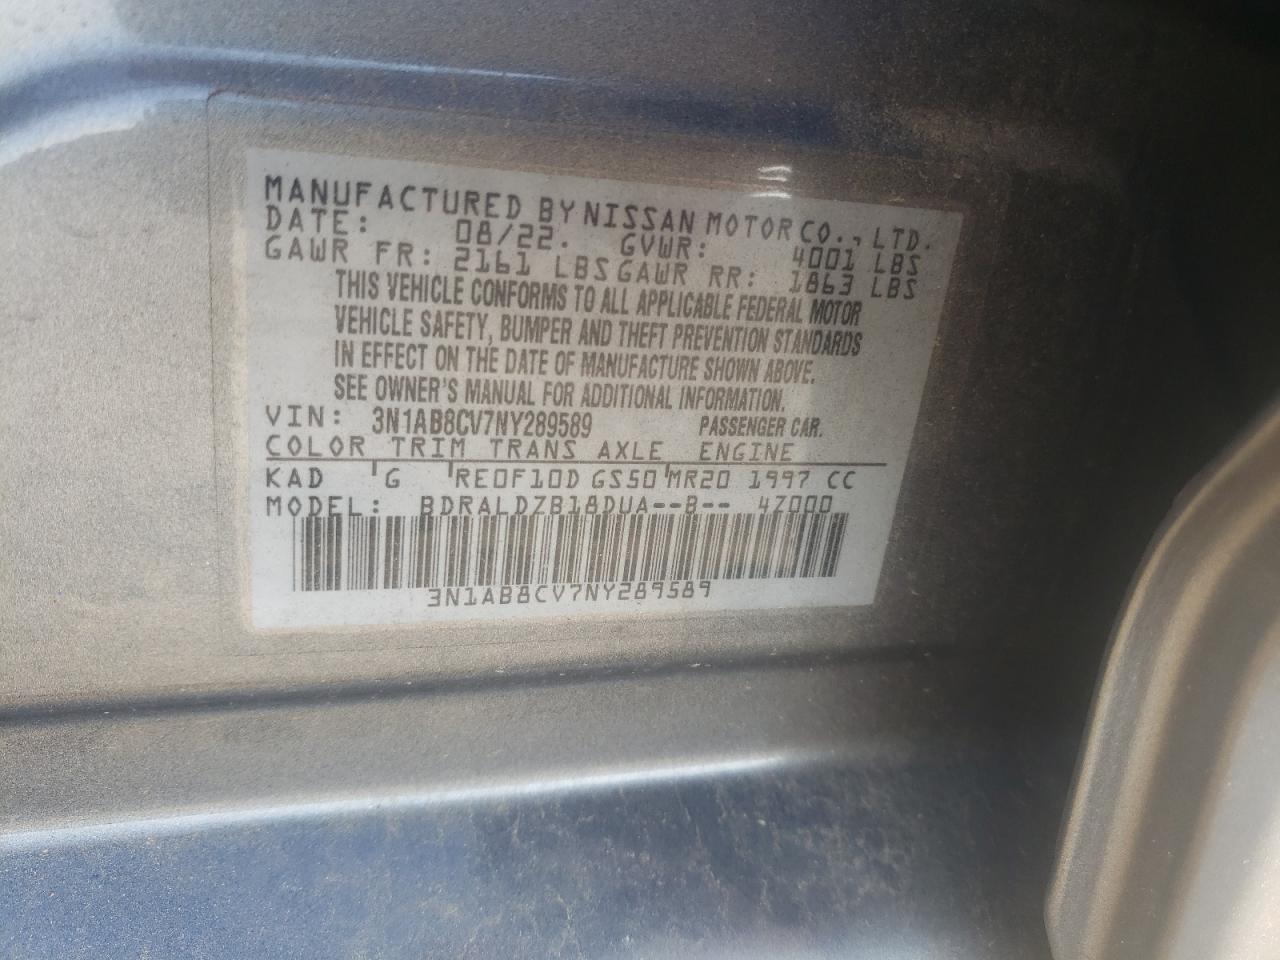 MANUFACTURED BY NISSAN MOTOR CO., LTD.
DATE: 08/22. GVWR: 4001 LBS
GAWR FR: 2161 LBS GAWR RR: 1863 LBS
THIS VEHICLE CONFORMS TO ALL APPLICABLE FEDERAL MOTOR
VEHICLE SAFETY, BUMPER AND THEFT PREVENTION STANDARDS
IN EFFECT ON THE DATE OF MANUFACTURE SHOWN ABOVE.
SEE OWNER'S MANUAL FOR ADDITIONAL INFORMATION.
VIN: 3N1AB8CV7NY289589 PASSENGER CAR.
COLOR TRIM TRANS AXLE ENGINE
KAD G RE0F10D GS50 MR20 1997 CC
MODEL: BDRALDZB18DUA--B-- 4Z000
3N1AB8CV7NY289589